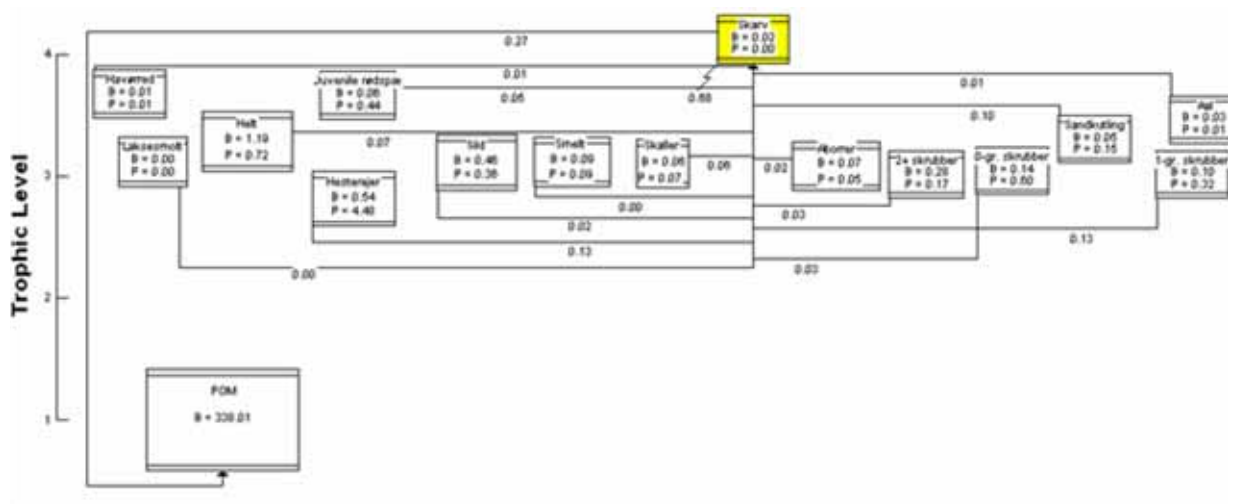 Skarv
B = 0.02
P = 0.00
0.27
4
0.01
0.01
Havørred
B = 0.01
P = 0.01
Juvenile rødspæ
B = 0.06
P = 0.44
0.05
0.68
Helt
B = 1.19
P = 0.72
0.07
0.10
Ål
B = 0.03
P = 0.01
Laksesmolt
B = 0.00
P = 0.00
Sild
B = 0.46
P = 0.36
Smelt
B = 0.09
P = 0.09
Skaller
B = 0.06
P = 0.07
0.06
0.02
Aborrer
B = 0.07
P = 0.05
2+ skrubber
B = 0.28
P = 0.17
0-gr. skrubber
B = 0.14
P = 0.60
Sandkutling
B = 0.05
P = 0.15
1-gr. skrubber
B = 0.10
P = 0.32
3
Hesterejer
B = 0.54
P = 4.48
0.00
0.03
0.02
0.13
0.13
0.00
0.03
Trophic Level
2
1
POM
B = 338.01